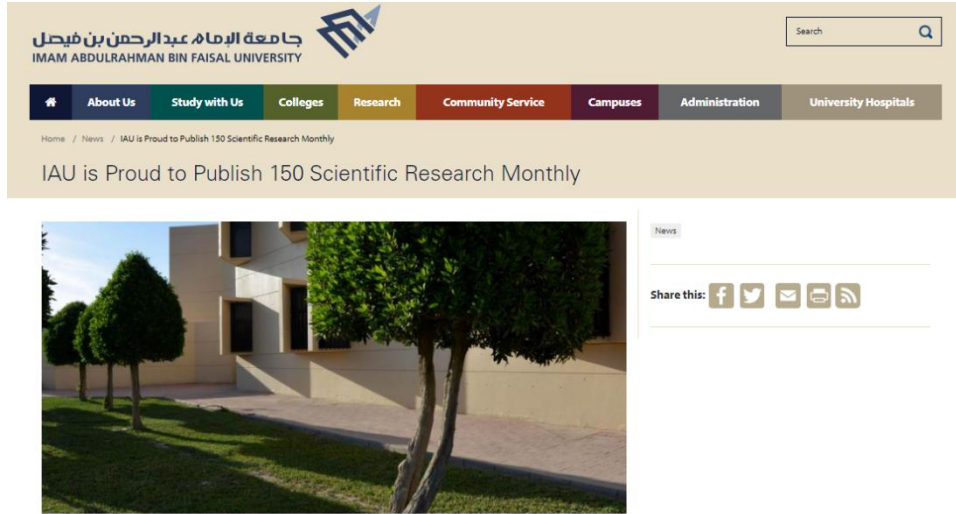 جامعة الإمام عبدالرحمن بن فيصل
IMAM ABDULRAHMAN BIN FAISAL UNIVERSITY
Search
About Us Study with Us Colleges Research Community Service Campuses Administration University Hospitals
Home / News / IAU is Proud to Publish 150 Scientific Research Monthly
IAU is Proud to Publish 150 Scientific Research Monthly
News
Share this: